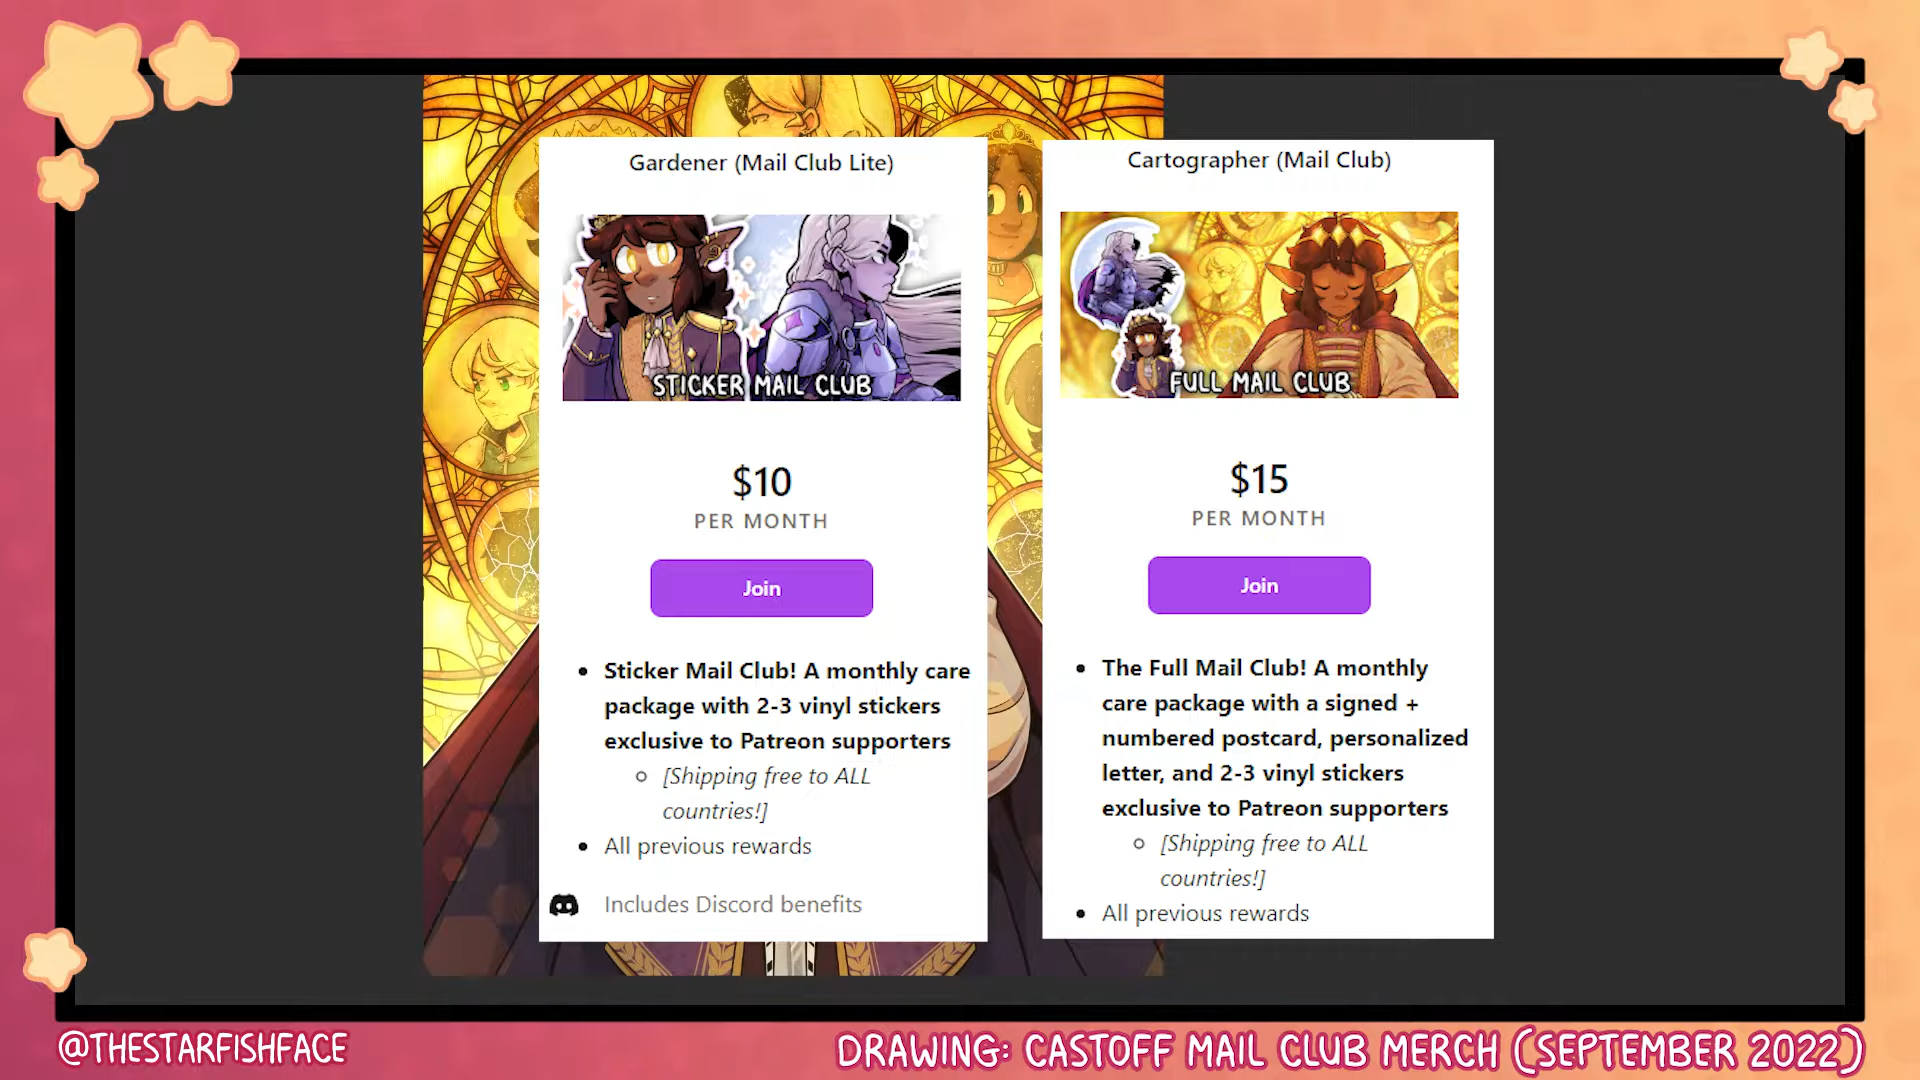 Gardener (Mail Club Lite)
STICKER MAIL CLUB
$10
PER MONTH
Join
• Sticker Mail Club! A monthly care
package with 2-3 vinyl stickers
exclusive to Patreon supporters
[Shipping free to ALL
countries!]
• All previous rewards
Includes Discord benefits
Cartographer (Mail Club)
FULL MAIL CLUB
$15
PER MONTH
Join
• The Full Mail Club! A monthly
care package with a signed +
numbered postcard, personalized
letter, and 2-3 vinyl stickers
exclusive to Patreon supporters
[Shipping free to ALL
countries!]
• All previous rewards
@THESTARFISHFACE
DRAWING: CASTOFF MAIL CLUB MERCH (SEPTEMBER 2022)